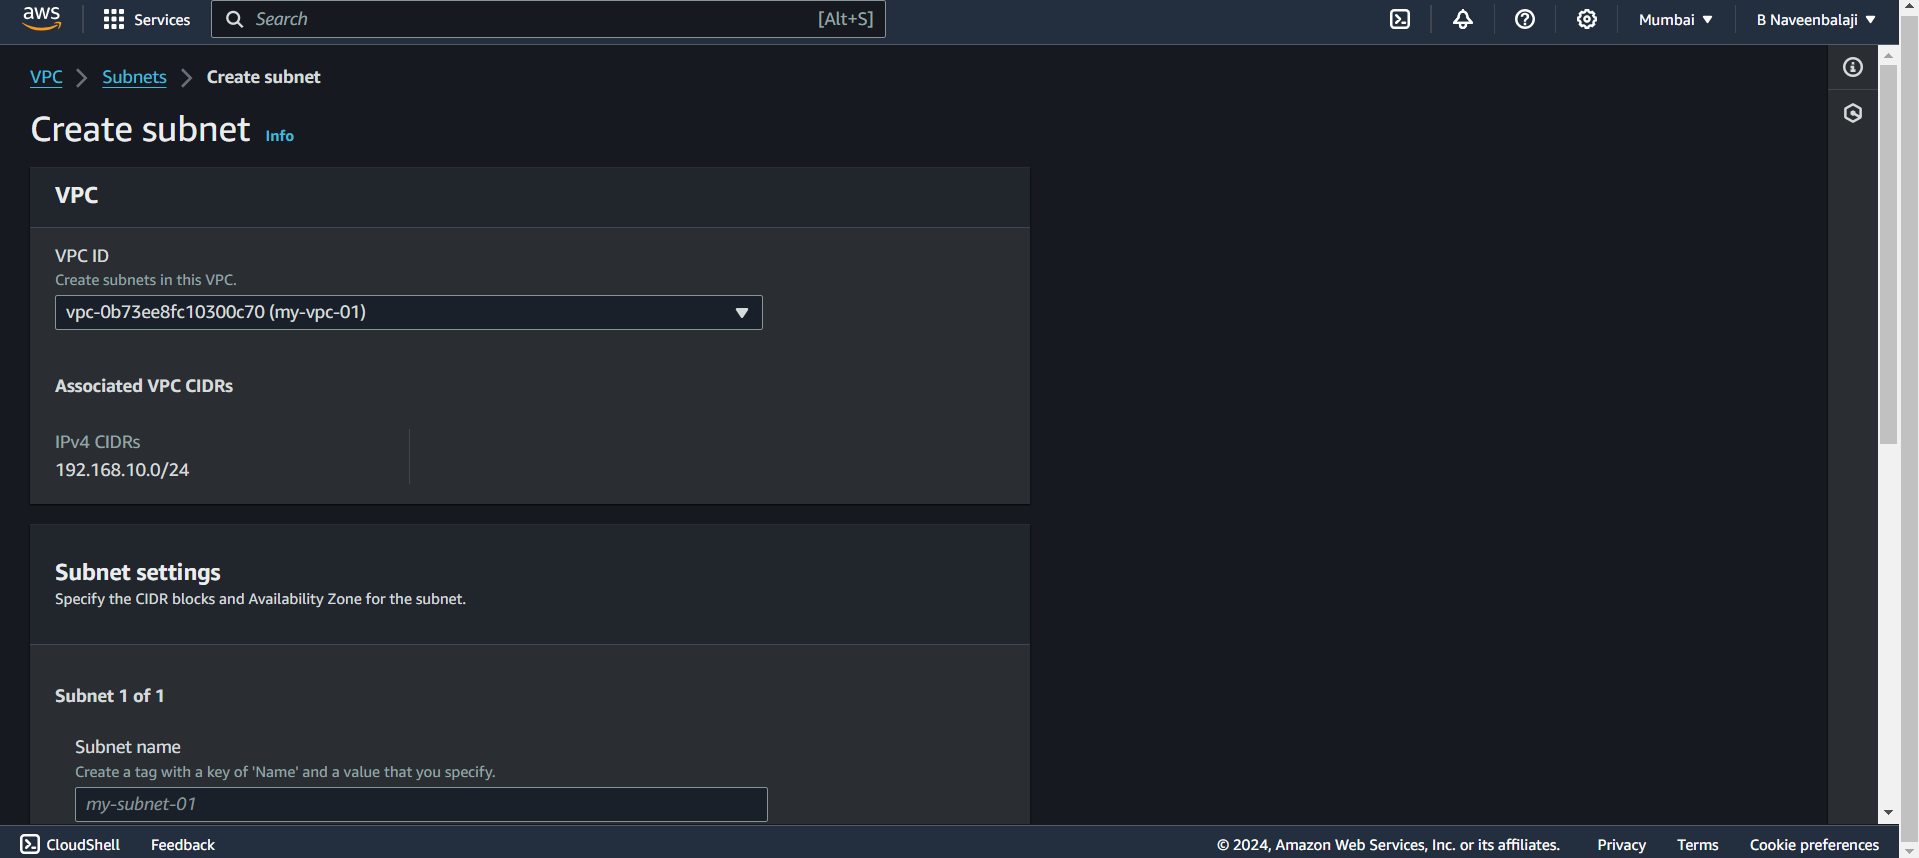 aws Services Search [Alt+S] Mumbai B Naveenbalaji
VPC Subnets Create subnet
Create subnet Info
VPC
VPC ID
Create subnets in this VPC.
vpc-0b73ee8fc10300c70 (my-vpc-01)
Associated VPC CIDRs
IPv4 CIDRs
192.168.10.0/24
Subnet settings
Specify the CIDR blocks and Availability Zone for the subnet.
Subnet 1 of 1
Subnet name
Create a tag with a key of 'Name' and a value that you specify.
my-subnet-01
CloudShell Feedback © 2024, Amazon Web Services, Inc. or its affiliates. Privacy Terms Cookie preferences